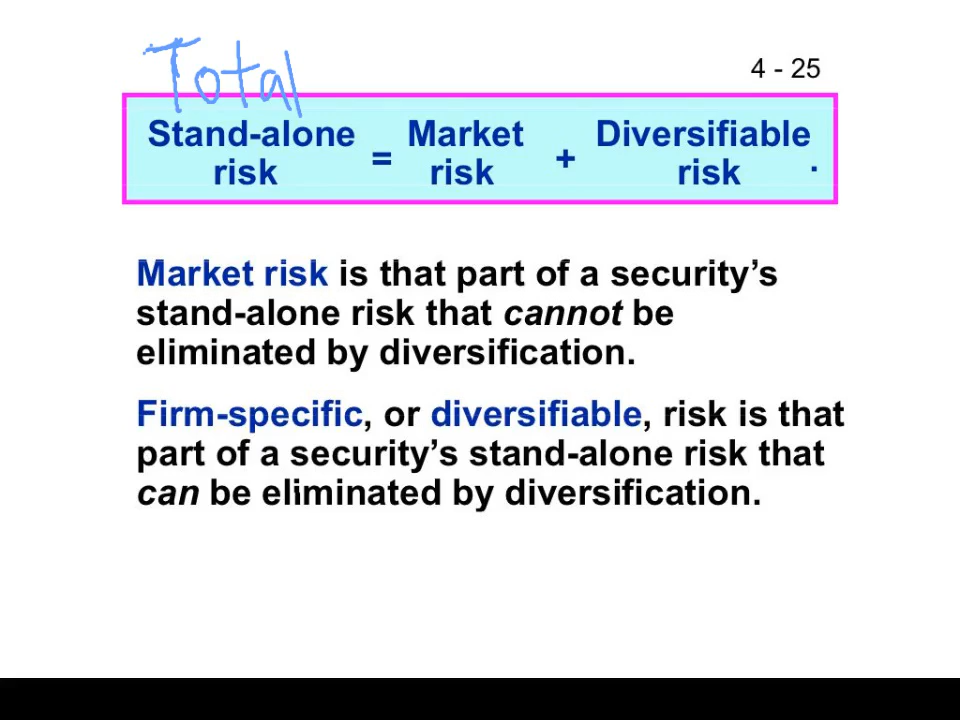 Total
4 - 25
Stand-alone risk = Market risk + Diversifiable risk .
Market risk is that part of a security’s
stand-alone risk that cannot be
eliminated by diversification.
Firm-specific, or diversifiable, risk is that
part of a security’s stand-alone risk that
can be eliminated by diversification.